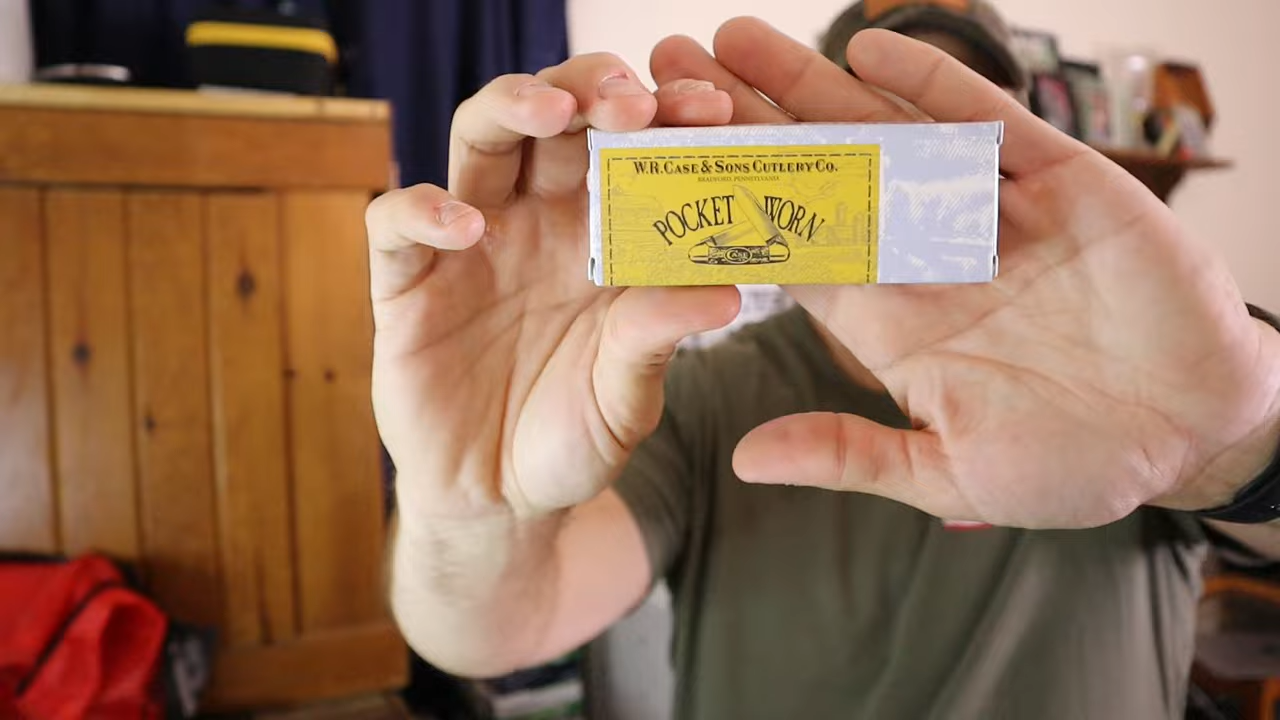 W.R. CASE & SONS CUTLERY CO.
BRADFORD, PENNSYLVANIA
POCKET WORN
CASE